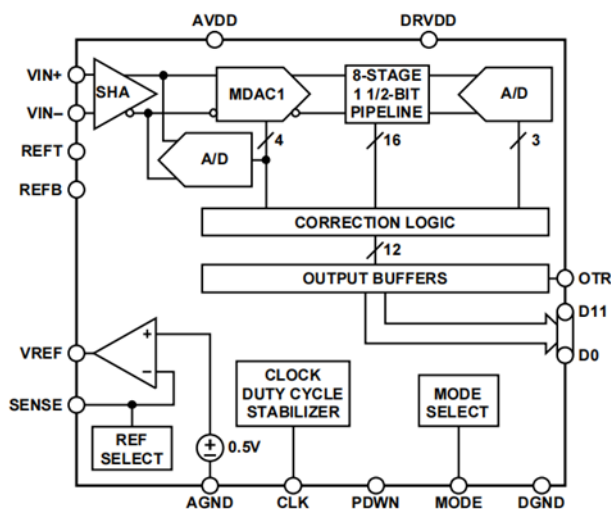 AVDD
DRVDD
VIN+
SHA
MDAC1
8-STAGE
1 1/2-BIT
PIPELINE
A/D
VIN–
REFT
A/D
4
16
3
REFB
CORRECTION LOGIC
12
OUTPUT BUFFERS
OTR
D11
VREF
+
–
D0
SENSE
CLOCK
DUTY CYCLE
STABILIZER
MODE
SELECT
REF
SELECT
+
–
0.5V
AGND
CLK
PDWN
MODE
DGND